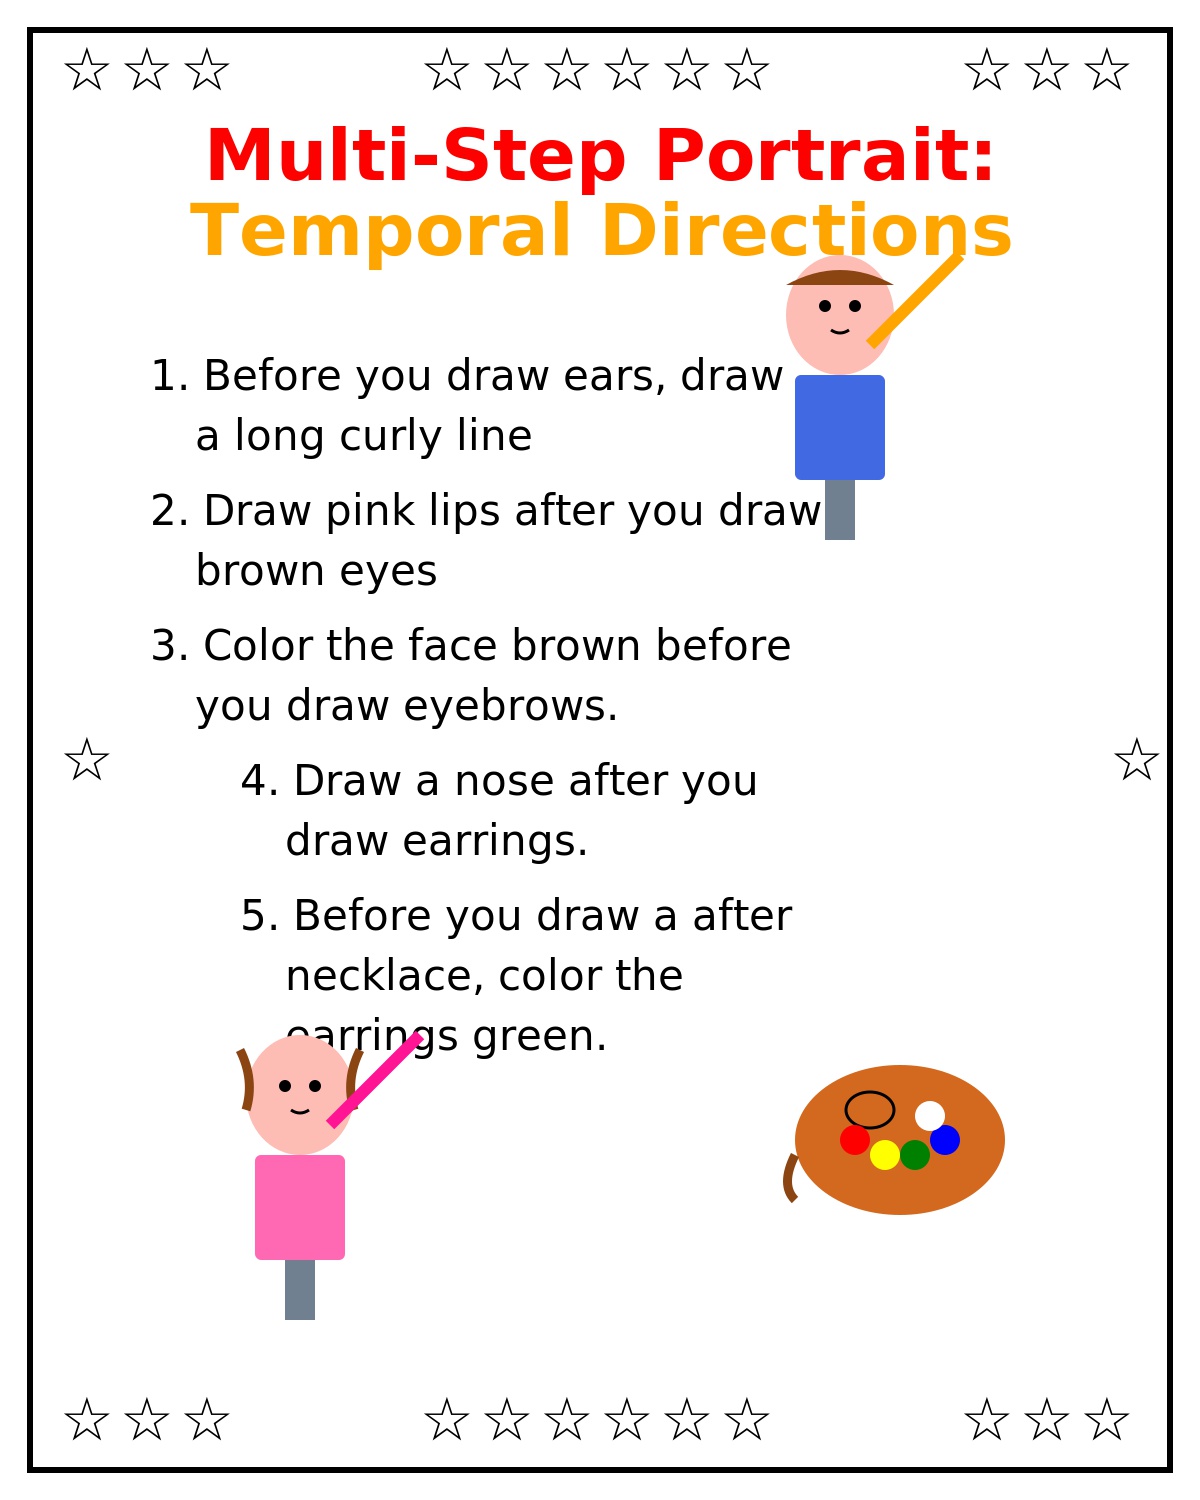 Multi-Step Portrait:
Temporal Directions
1. Before you draw ears, draw
a long curly line
2. Draw pink lips after you draw
brown eyes
3. Color the face brown before
you draw eyebrows.
4. Draw a nose after you
draw earrings.
5. Before you draw a after
necklace, color the
earrings green.